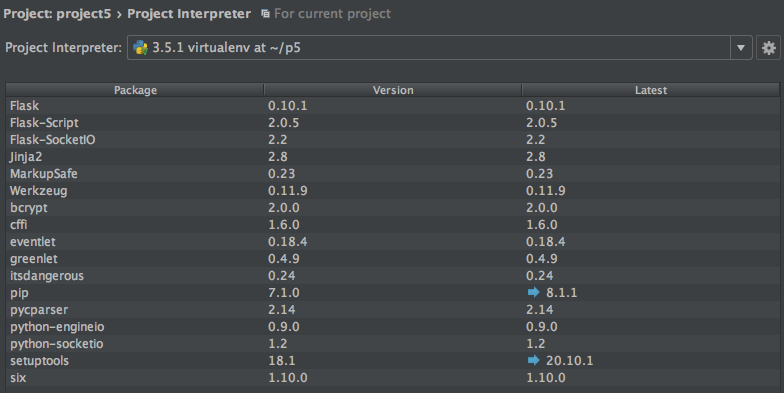 Project: project5 › Project Interpreter For current project
Project Interpreter: 3.5.1 virtualenv at ~/p5
Package Version Latest
Flask 0.10.1 0.10.1
Flask-Script 2.0.5 2.0.5
Flask-SocketIO 2.2 2.2
Jinja2 2.8 2.8
MarkupSafe 0.23 0.23
Werkzeug 0.11.9 0.11.9
bcrypt 2.0.0 2.0.0
cffi 1.6.0 1.6.0
eventlet 0.18.4 0.18.4
greenlet 0.4.9 0.4.9
itsdangerous 0.24 0.24
pip 7.1.0 8.1.1
pycparser 2.14 2.14
python-engineio 0.9.0 0.9.0
python-socketio 1.2 1.2
setuptools 18.1 20.10.1
six 1.10.0 1.10.0